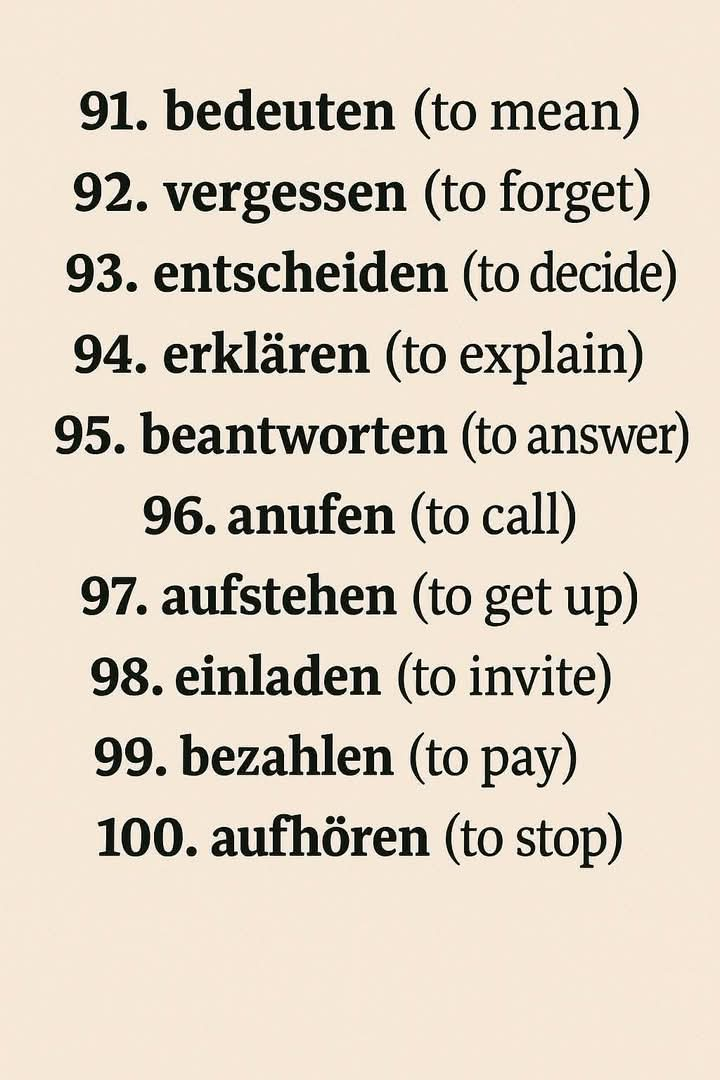 91. bedeuten (to mean)
92. vergessen (to forget)
93. entscheiden (to decide)
94. erklären (to explain)
95. beantworten (to answer)
96. anufen (to call)
97. aufstehen (to get up)
98. einladen (to invite)
99. bezahlen (to pay)
100. aufhören (to stop)